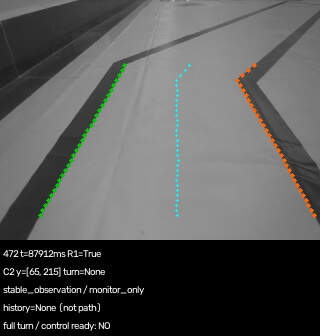 472 t=87912ms R1=True
C2 y=[65, 215] turn=None
stable_observation / monitor_only
history=None (not path)
full turn / control ready: NO